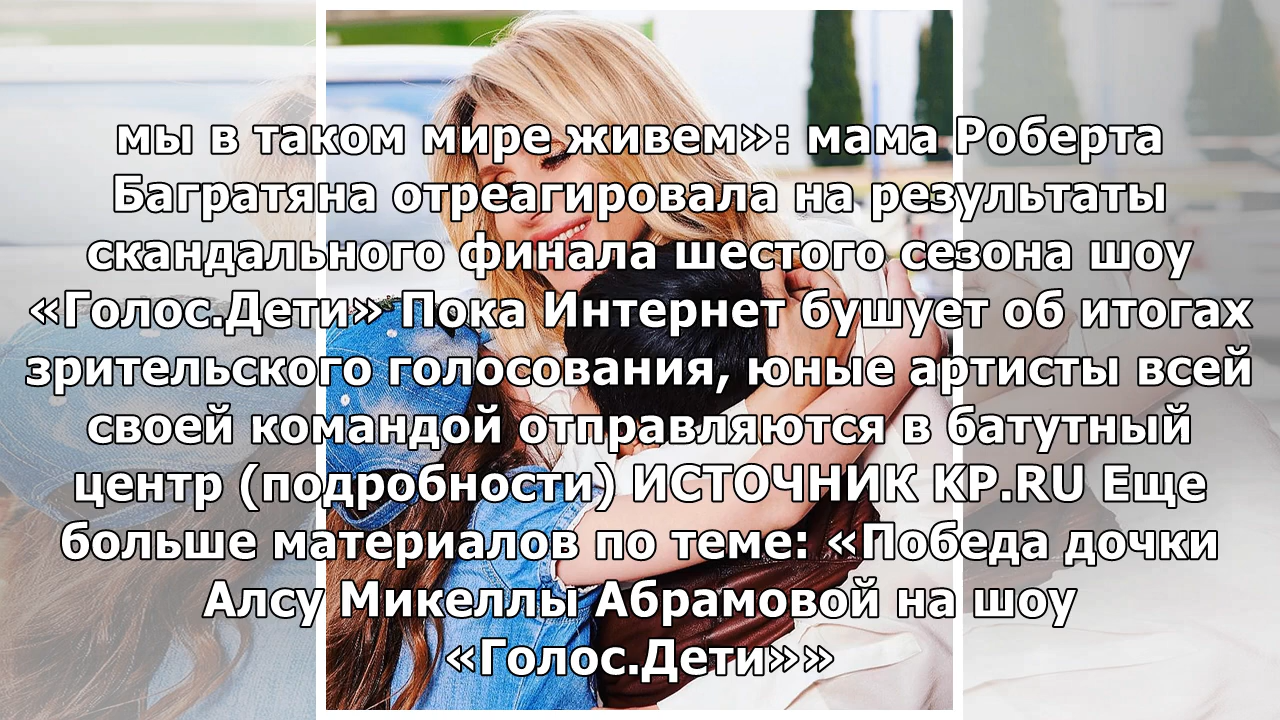 мы в таком мире живем»: мама Роберта
Багратяна отреагировала на результаты
скандального финала шестого сезона шоу
«Голос.Дети» Пока Интернет бушует об итогах
зрительского голосования, юные артисты всей
своей командой отправляются в батутный
центр (подробности) ИСТОЧНИК KP.RU Еще
больше материалов по теме: «Победа дочки
Алсу Микеллы Абрамовой на шоу
«Голос.Дети»»